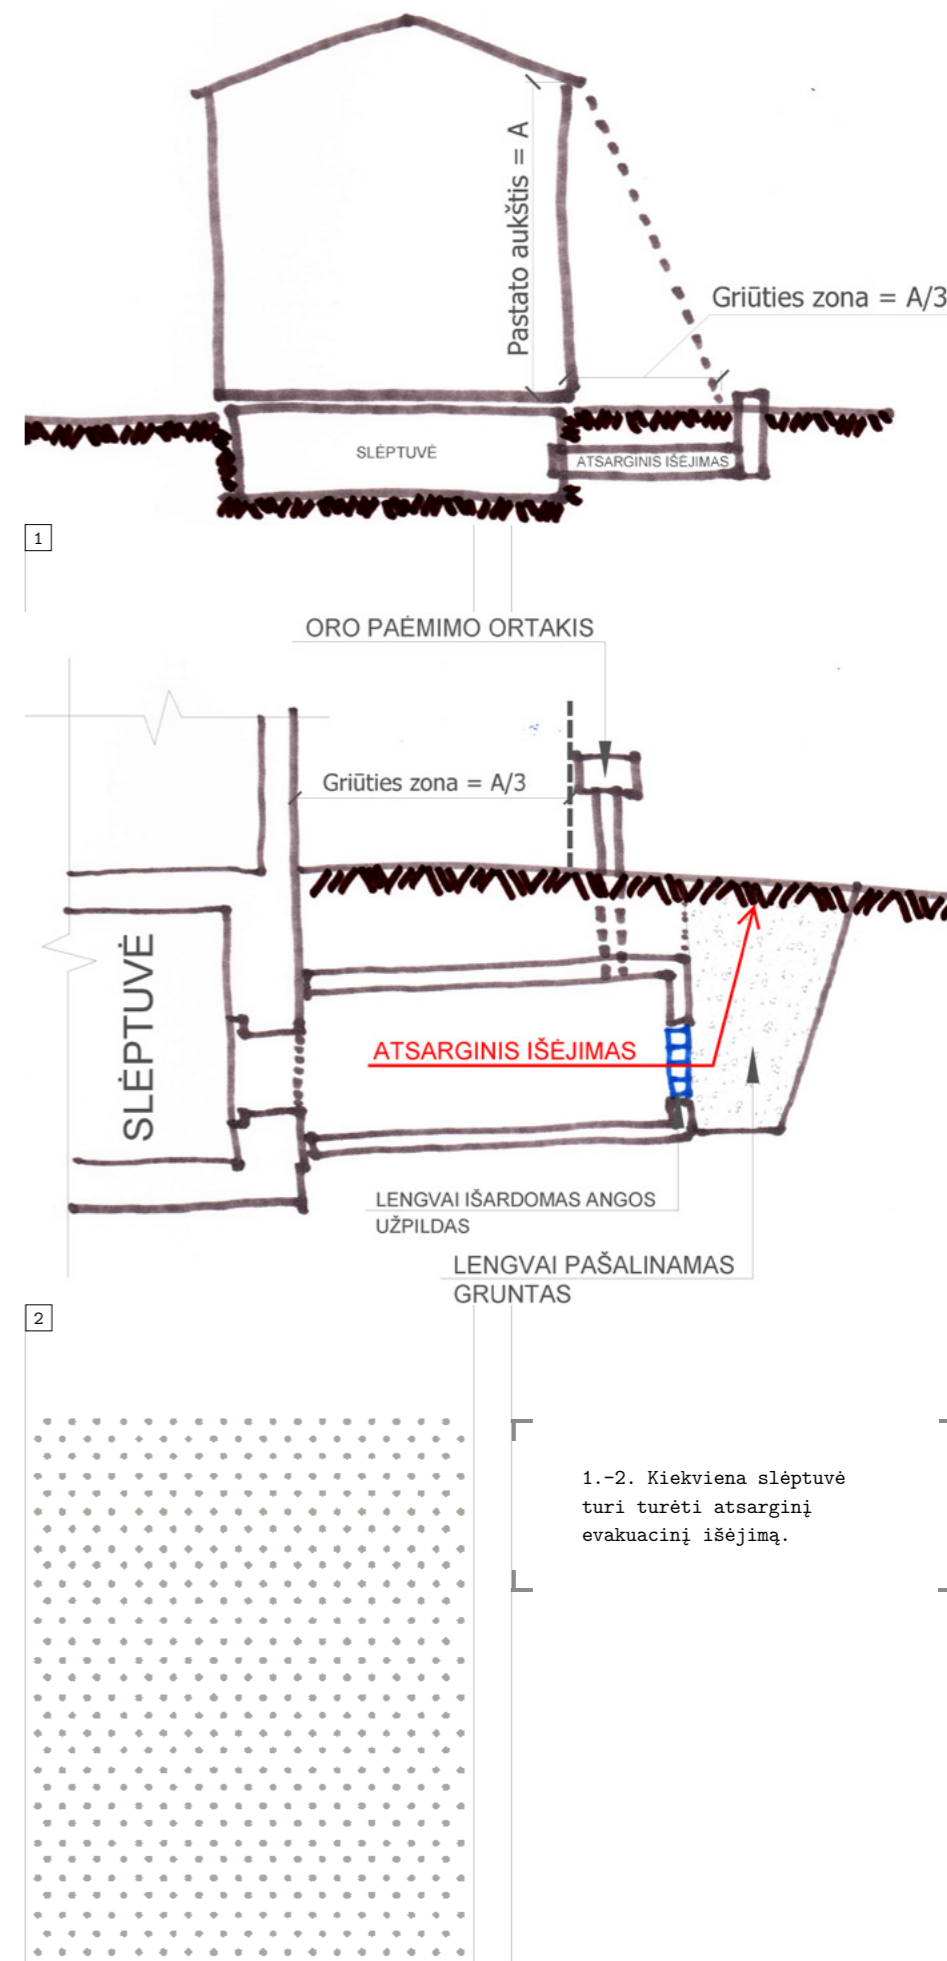 Pastato aukštis = A
Griūties zona = A/3
SLĖPTUVĖ
ATSARGINIS IŠĖJIMAS
1
ORO PAĖMIMO ORTAKIS
Griūties zona = A/3
SLĖPTUVĖ
ATSARGINIS IŠĖJIMAS
LENGVAI IŠARDOMAS ANGOS
UŽPILDAS
LENGVAI PAŠALINAMAS
GRUNTAS
2
1.-2. Kiekviena slėptuvė
turi turėti atsarginį
evakuacinį išėjimą.